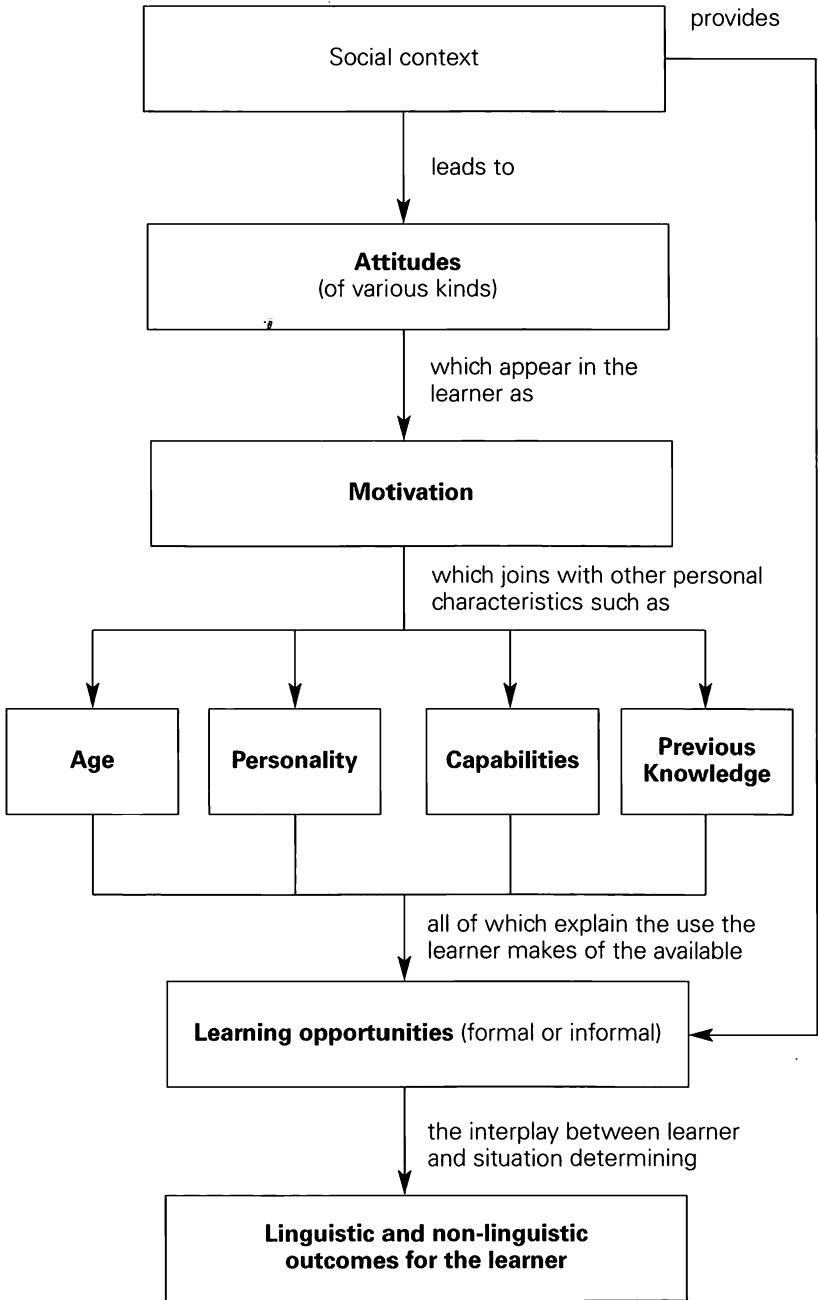 provides
Social context
leads to
Attitudes
(of various kinds)
which appear in the
learner as
Motivation
which joins with other personal
characteristics such as
Age
Personality
Capabilities
Previous
Knowledge
all of which explain the use the
learner makes of the available
Learning opportunities (formal or informal)
the interplay between learner
and situation determining
Linguistic and non-linguistic
outcomes for the learner